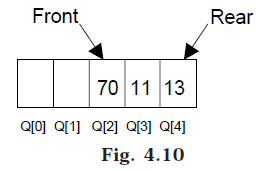 Front Rear
70 11 13
Q[0] Q[1] Q[2] Q[3] Q[4]
Fig. 4.10